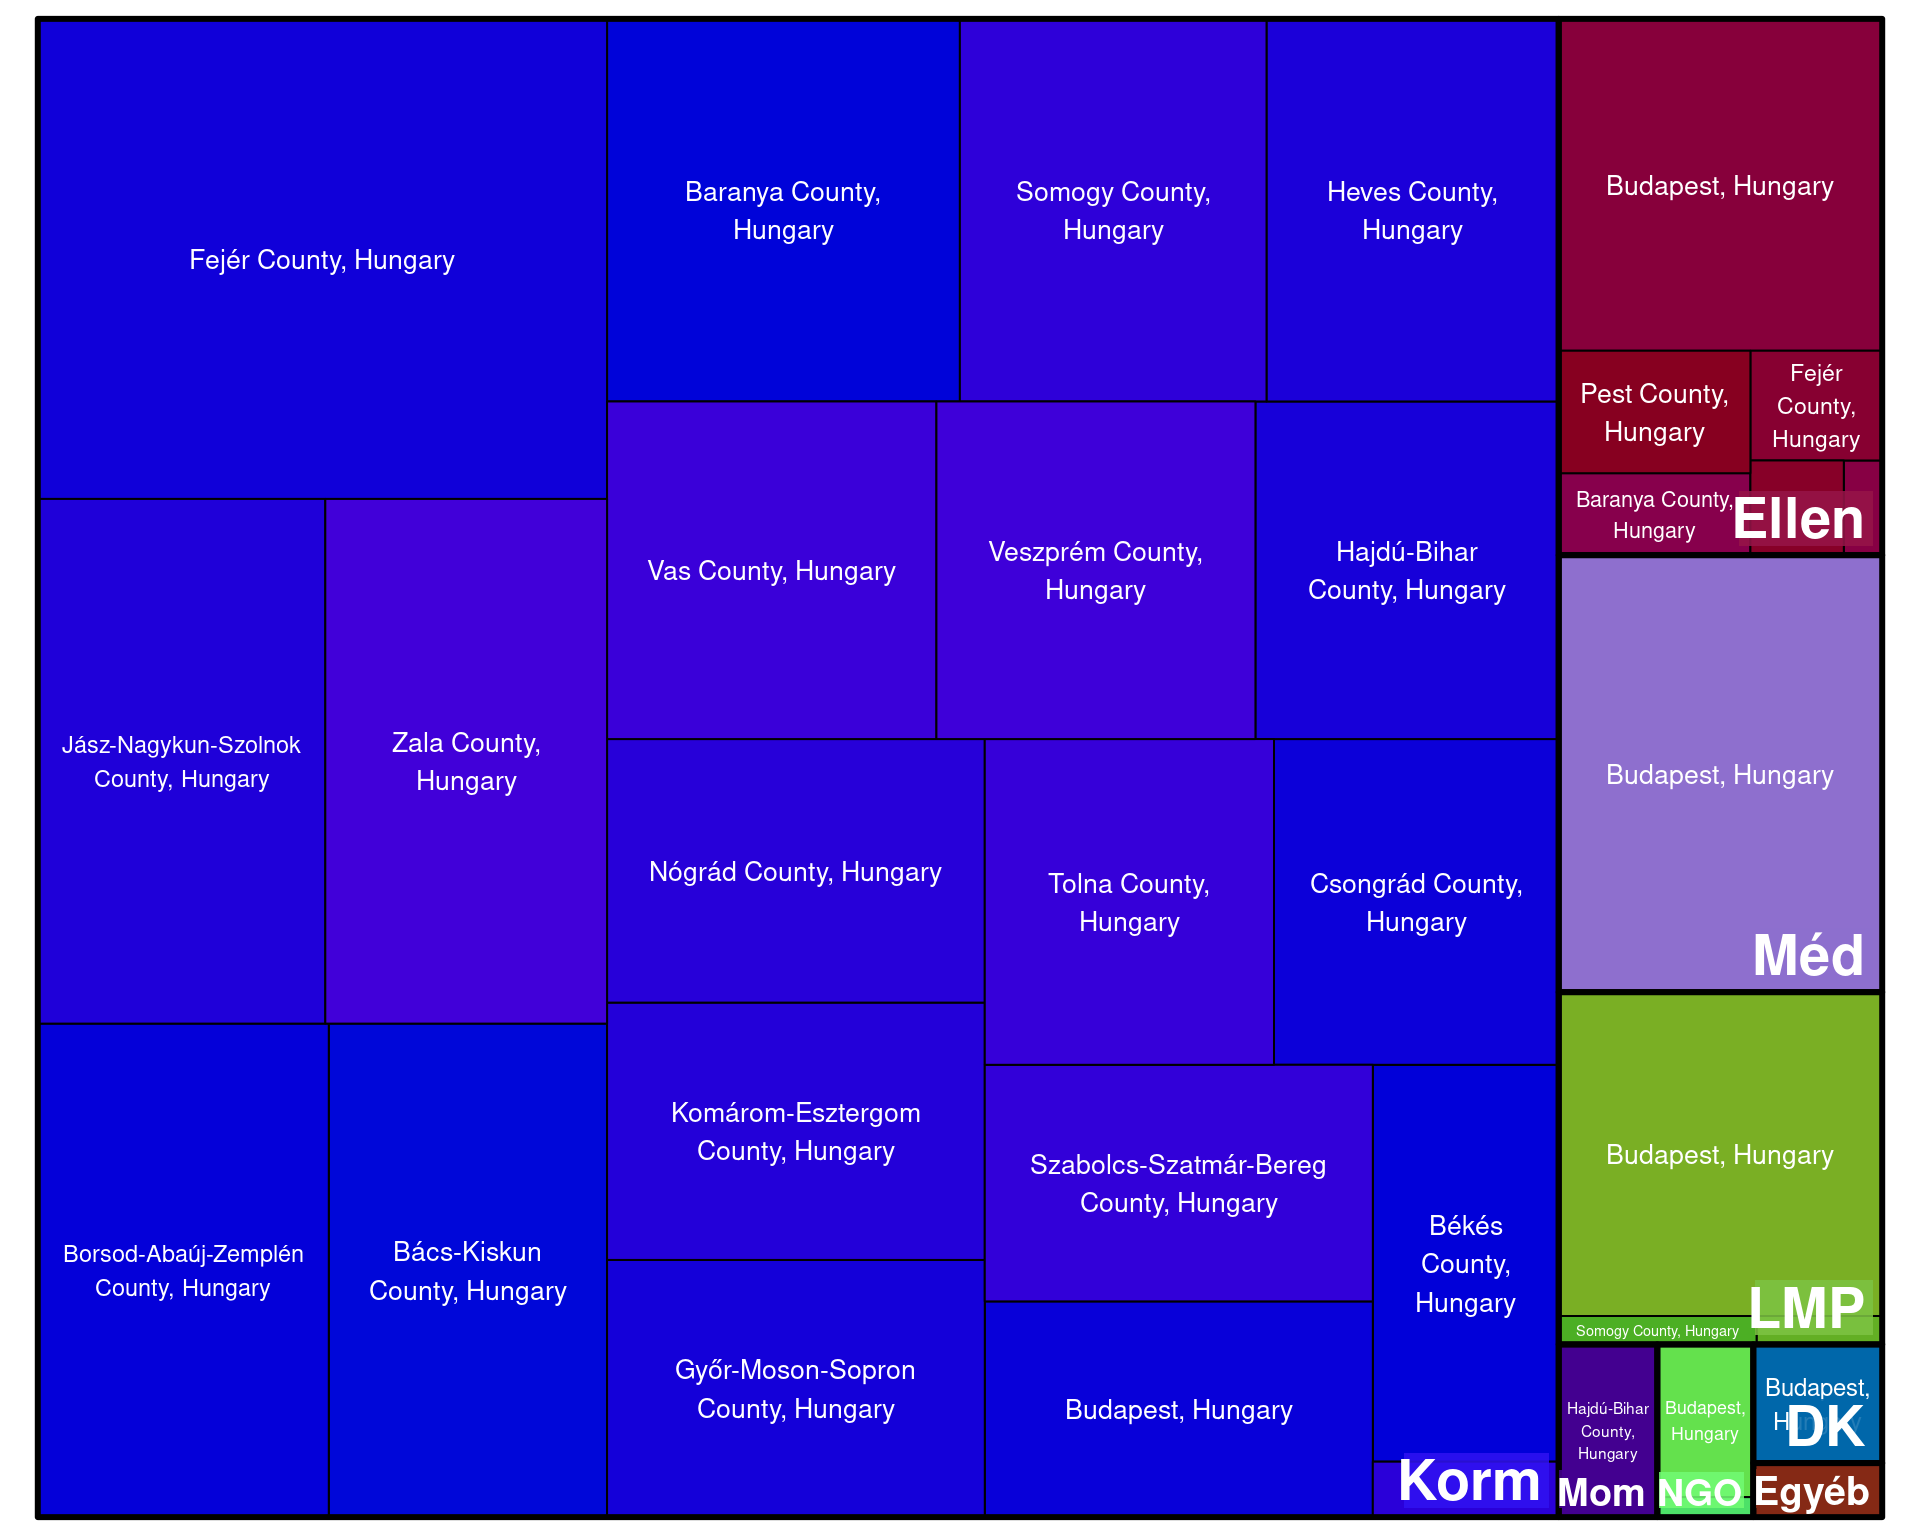 Fejér County, Hungary
Baranya County,
Hungary
Somogy County,
Hungary
Heves County,
Hungary
Jász-Nagykun-Szolnok
County, Hungary
Zala County,
Hungary
Vas County, Hungary
Veszprém County,
Hungary
Hajdú-Bihar
County, Hungary
Nógrád County, Hungary
Tolna County,
Hungary
Csongrád County,
Hungary
Borsod-Abaúj-Zemplén
County, Hungary
Bács-Kiskun
County, Hungary
Komárom-Esztergom
County, Hungary
Győr-Moson-Sopron
County, Hungary
Szabolcs-Szatmár-Bereg
County, Hungary
Budapest, Hungary
Békés
County,
Hungary
Korm
Budapest, Hungary
Pest County,
Hungary
Fejér
County,
Hungary
Baranya County,
Hungary
Ellen
Budapest, Hungary
Méd
Budapest, Hungary
Somogy County, Hungary
LMP
Hajdú-Bihar
County,
Hungary
Mom
Budapest,
Hungary
NGO
Budapest,
DK
Egyéb